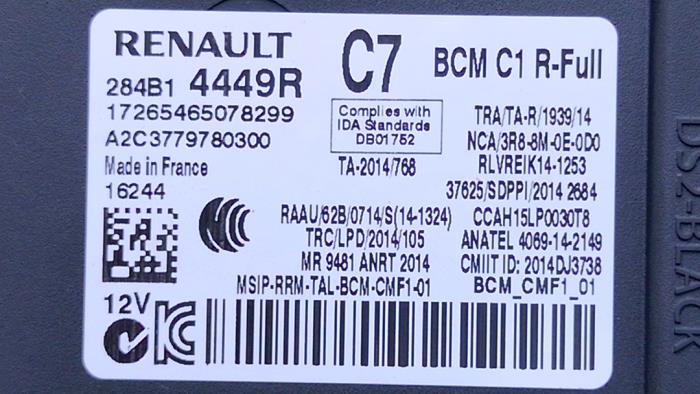 RENAULT C7 BCM C1 R-Full
284B1 4449R
17265465078299
A2C3779780300
Made in France
16244
Complies with
IDA Standards
DB01752
TA-2014/768
TRA/TA-R/1939/14
NCA/3R8-8M-0E-0D0
RLVREIK14-1253
37625/SDPPI/2014 2684
RAAU/62B/0714/S(14-1324)
CCAH15LP0030T8
TRC/LPD/2014/105
ANATEL 4069-14-2149
MR 9481 ANRT 2014
CMIIT ID: 2014DJ3738
MSIP-RRM-TAL-BCM-CMF1-01
BCM_CMF1_01
12V
DS2-BLACK